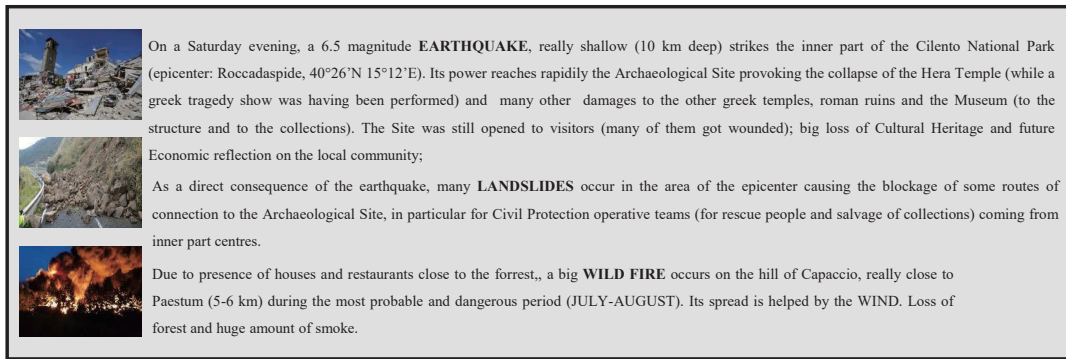 On a Saturday evening, a 6.5 magnitude EARTHQUAKE, really shallow (10 km deep) strikes the inner part of the Cilento National Park
(epicenter: Roccadaspide, 40°26'N 15°12'E). Its power reaches rapidily the Archaeological Site provoking the collapse of the Hera Temple (while a
greek tragedy show was having been performed) and many other damages to the other greek temples, roman ruins and the Museum (to the
structure and to the collections). The Site was still opened to visitors (many of them got wounded); big loss of Cultural Heritage and future
Economic reflection on the local community;
As a direct consequence of the earthquake, many LANDSLIDES occur in the area of the epicenter causing the blockage of some routes of
connection to the Archaeological Site, in particular for Civil Protection operative teams (for rescue people and salvage of collections) coming from
inner part centres.
Due to presence of houses and restaurants close to the forrest,, a big WILD FIRE occurs on the hill of Capaccio, really close to
Paestum (5-6 km) during the most probable and dangerous period (JULY-AUGUST). Its spread is helped by the WIND. Loss of
forest and huge amount of smoke.